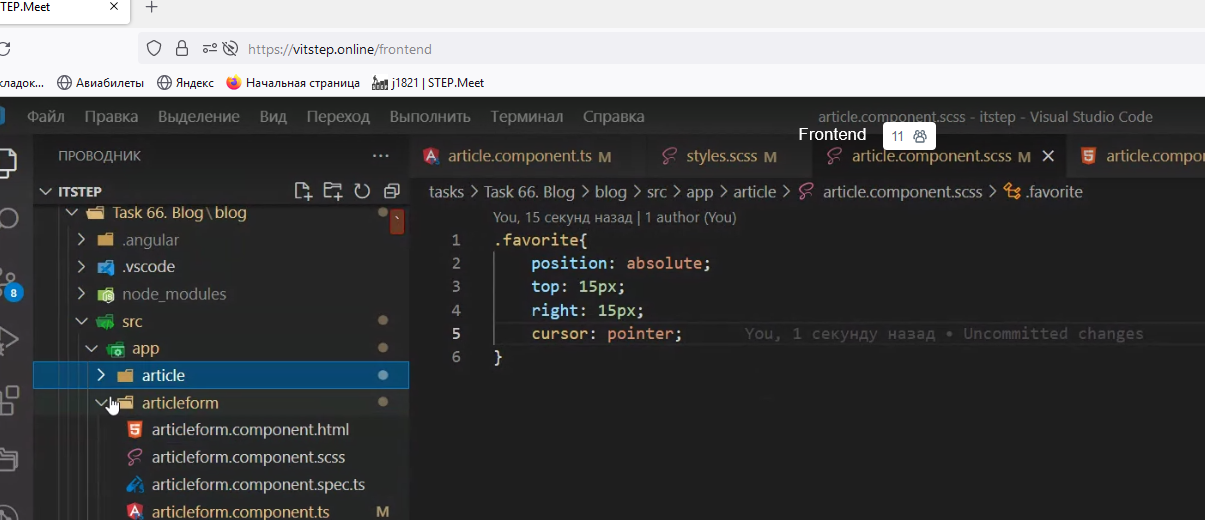 STEP.Meet
https://vitstep.online/frontend
кладок... Авиабилеты Яндекс Начальная страница j1821 | STEP.Meet
Файл Правка Выделение Вид Переход Выполнить Терминал Справка article.component.scss - itstep - Visual Studio Code
Frontend 11
ПРОВОДНИК ... article.component.ts M styles.scss M article.component.scss M article.compo
ITSTEP
tasks > Task 66. Blog > blog > src > app > article > article.component.scss > .favorite
Task 66. Blog\blog
You, 15 секунд назад | 1 author (You)
.angular
1 .favorite{
.vscode
2 position: absolute;
node_modules
3 top: 15px;
8
src
4 right: 15px;
app
5 cursor: pointer; You, 1 секунду назад • Uncommitted changes
article
6 }
articleform
articleform.component.html
articleform.component.scss
articleform.component.spec.ts
articleform.component.ts M